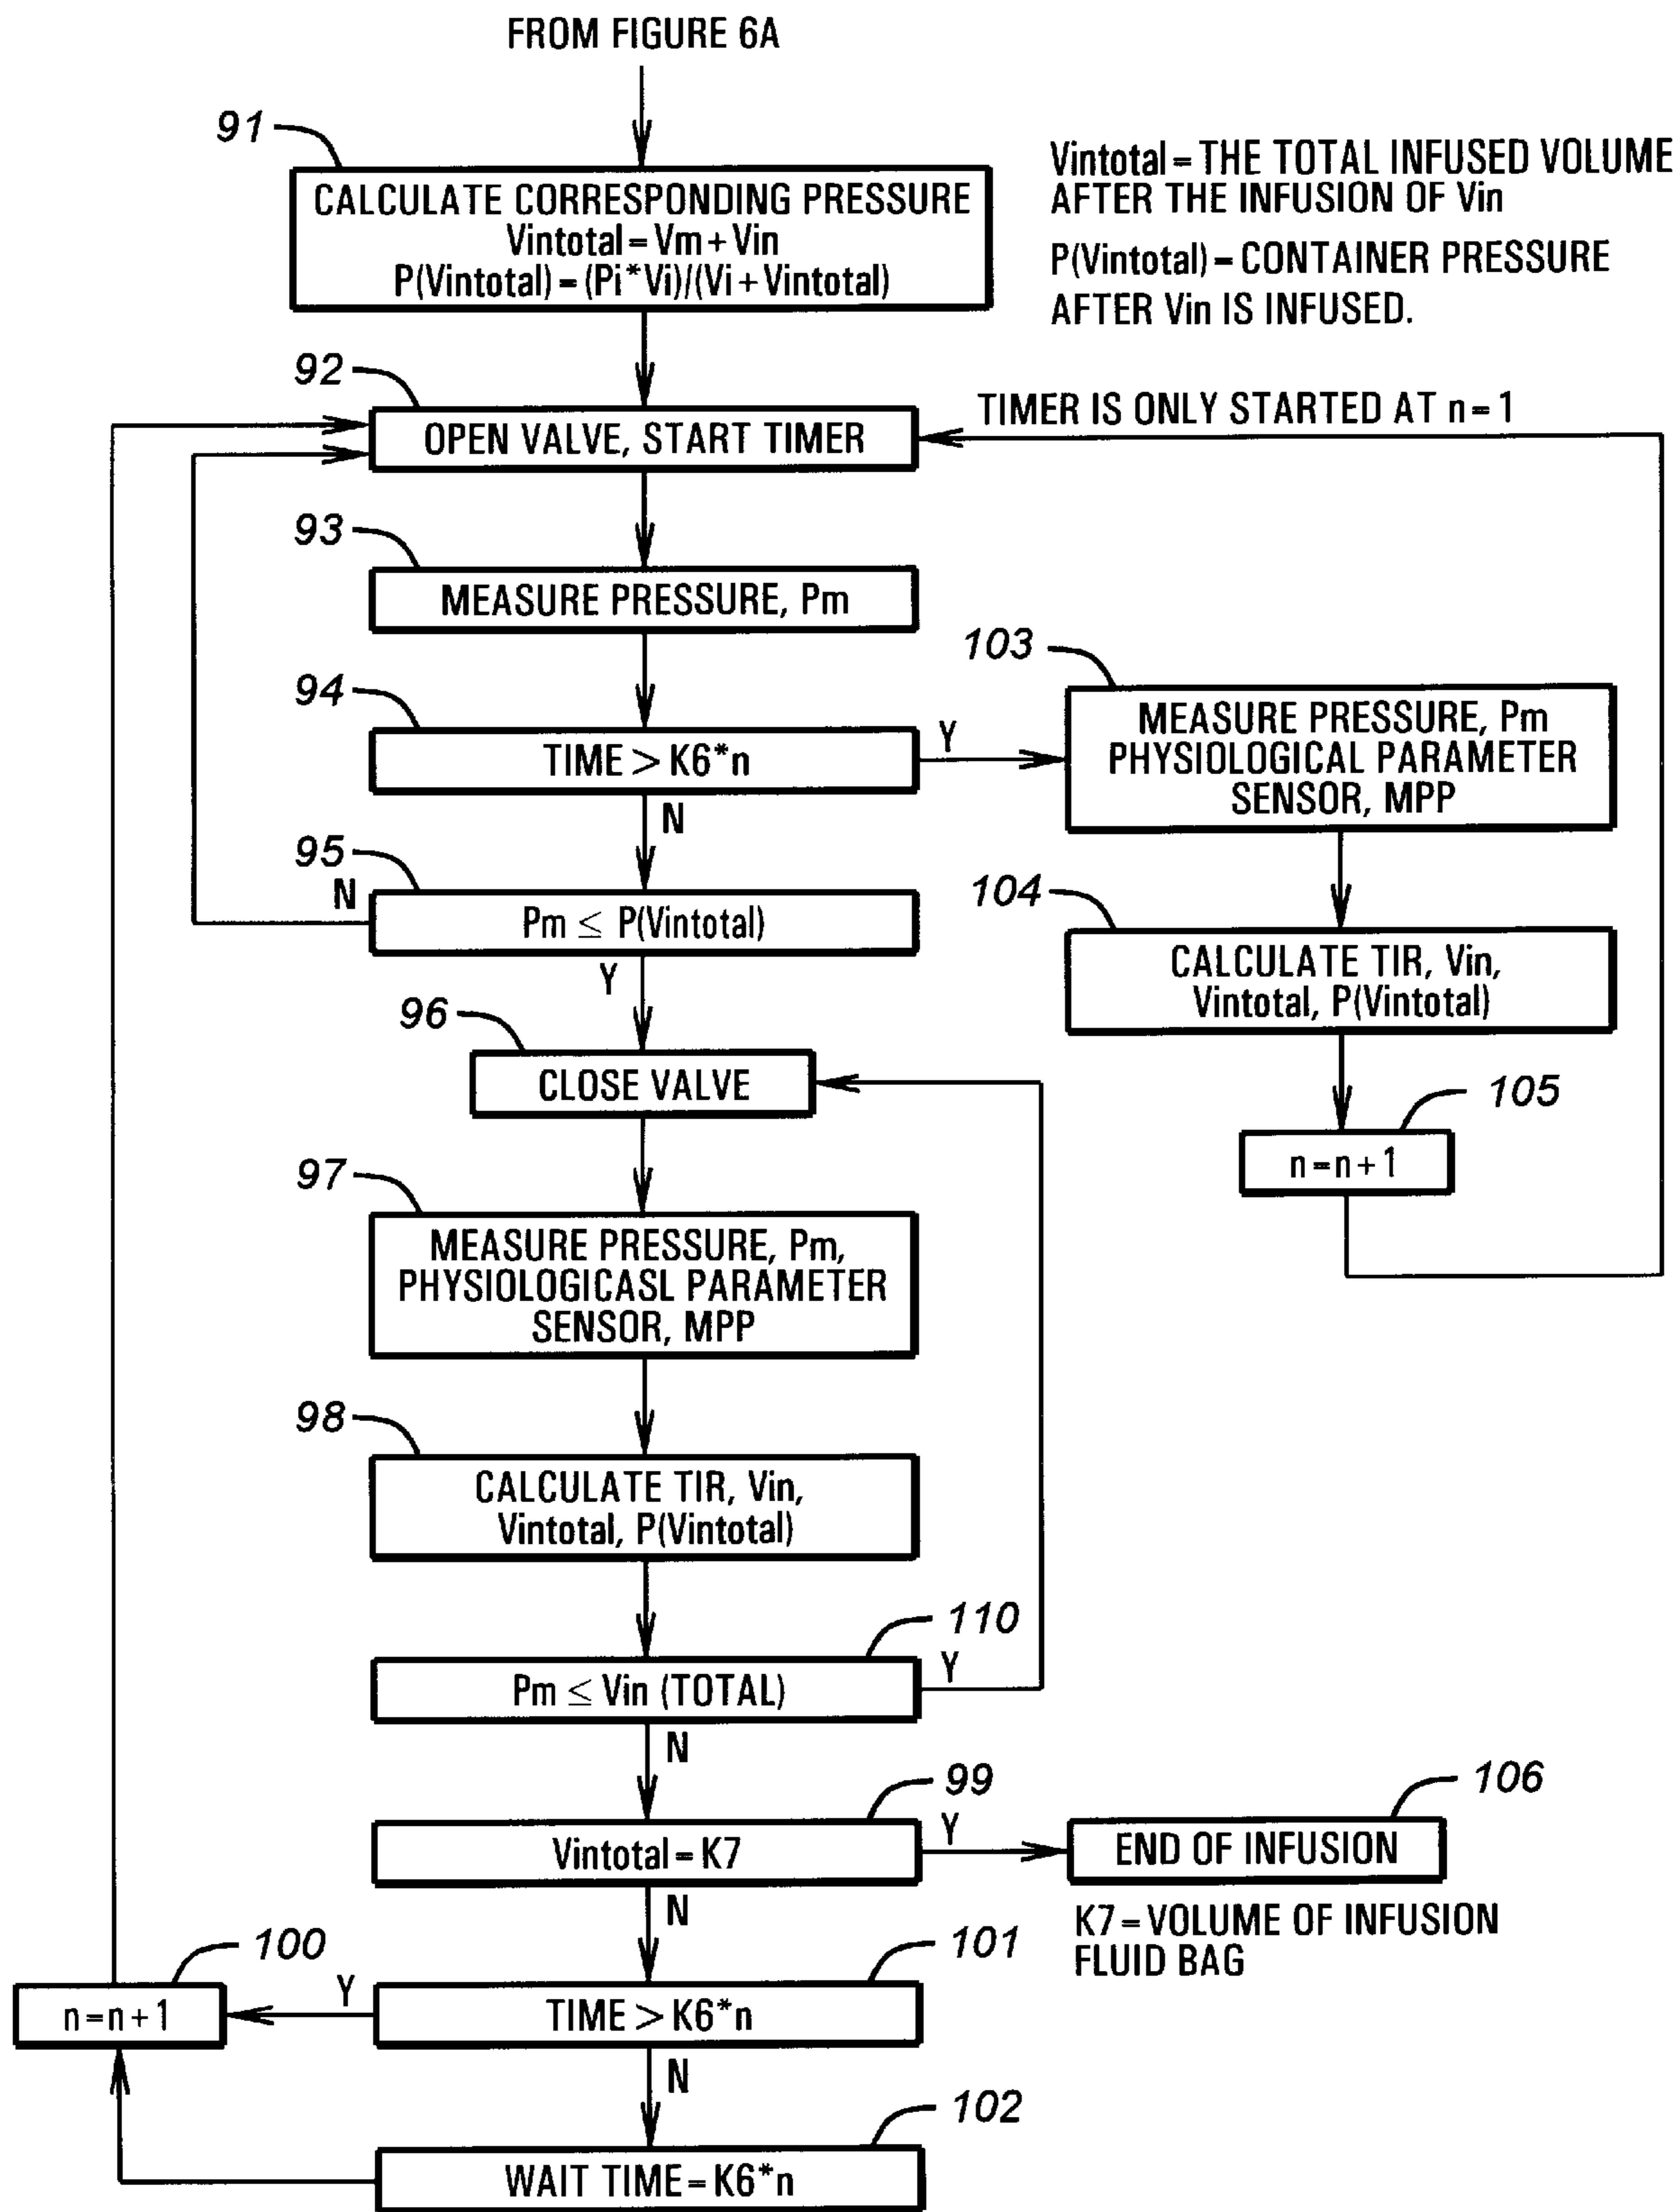 FROM FIGURE 6A
91
CALCULATE CORRESPONDING PRESSURE
Vintotal = Vm + Vin
P(Vintotal) = (Pi*Vi)/(Vi + Vintotal)
Vintotal = THE TOTAL INFUSED VOLUME
AFTER THE INFUSION OF Vin
P(Vintotal) = CONTAINER PRESSURE
AFTER Vin IS INFUSED.
92
OPEN VALVE, START TIMER
TIMER IS ONLY STARTED AT n = 1
93
MEASURE PRESSURE, Pm
94
TIME > K6*n
Y
N
103
MEASURE PRESSURE, Pm
PHYSIOLOGICAL PARAMETER
SENSOR, MPP
95
N
Pm ≤ P(Vintotal)
Y
104
CALCULATE TIR, Vin,
Vintotal, P(Vintotal)
96
CLOSE VALVE
105
n = n + 1
97
MEASURE PRESSURE, Pm,
PHYSIOLOGICASL PARAMETER
SENSOR, MPP
98
CALCULATE TIR, Vin,
Vintotal, P(Vintotal)
110
Pm ≤ Vin (TOTAL)
Y
N
99
Vintotal = K7
Y
N
106
END OF INFUSION
K7 = VOLUME OF INFUSION
FLUID BAG
100
n = n + 1
101
Y
TIME > K6*n
N
102
WAIT TIME = K6*n